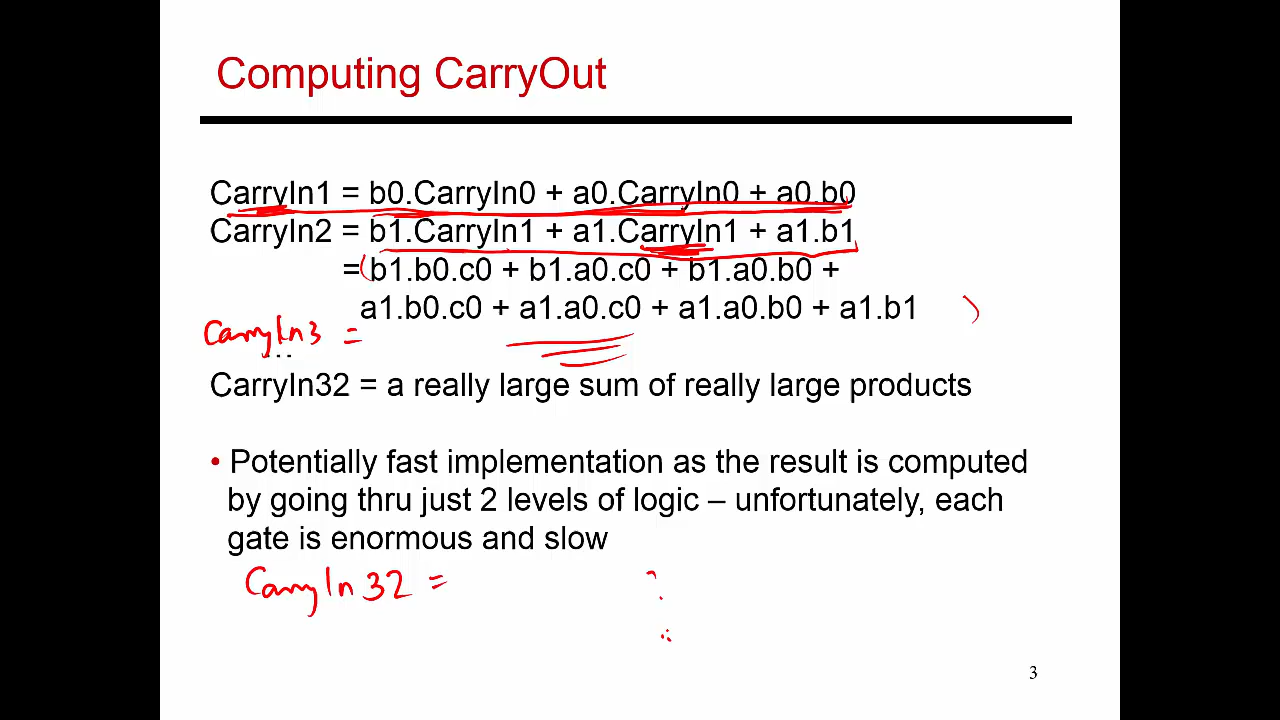 Computing CarryOut
CarryIn1 = b0.CarryIn0 + a0.CarryIn0 + a0.b0
CarryIn2 = b1.CarryIn1 + a1.CarryIn1 + a1.b1
=(b1.b0.c0 + b1.a0.c0 + b1.a0.b0 +
a1.b0.c0 + a1.a0.c0 + a1.a0.b0 + a1.b1 )
CarryIn3 =
…
CarryIn32 = a really large sum of really large products
• Potentially fast implementation as the result is computed
by going thru just 2 levels of logic – unfortunately, each
gate is enormous and slow
CarryIn 32 =
3